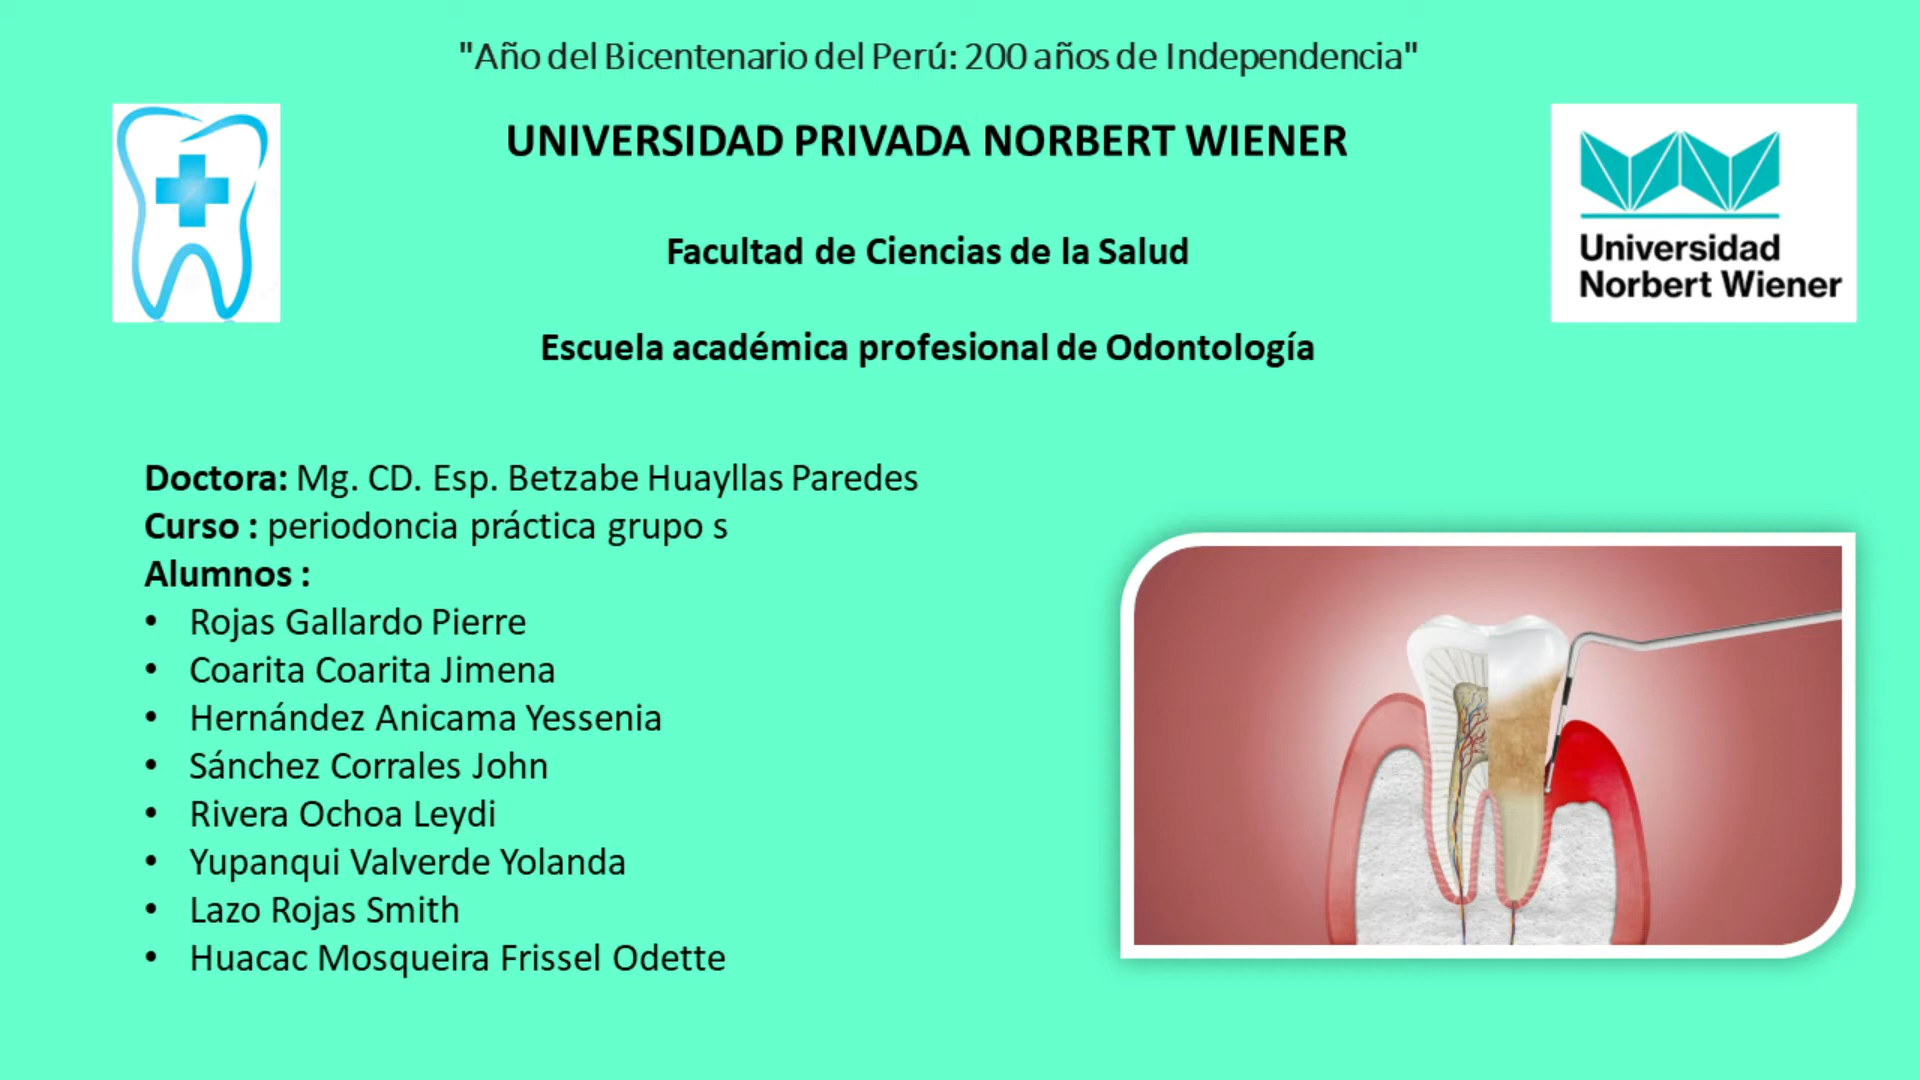 "Año del Bicentenario del Perú: 200 años de Independencia"
UNIVERSIDAD PRIVADA NORBERT WIENER
Facultad de Ciencias de la Salud
Escuela académica profesional de Odontología
Universidad
Norbert Wiener
Doctora: Mg. CD. Esp. Betzabe Huayllas Paredes
Curso : periodoncia práctica grupo s
Alumnos :
• Rojas Gallardo Pierre
• Coarita Coarita Jimena
• Hernández Anicama Yessenia
• Sánchez Corrales John
• Rivera Ochoa Leydi
• Yupanqui Valverde Yolanda
• Lazo Rojas Smith
• Huacac Mosqueira Frissel Odette